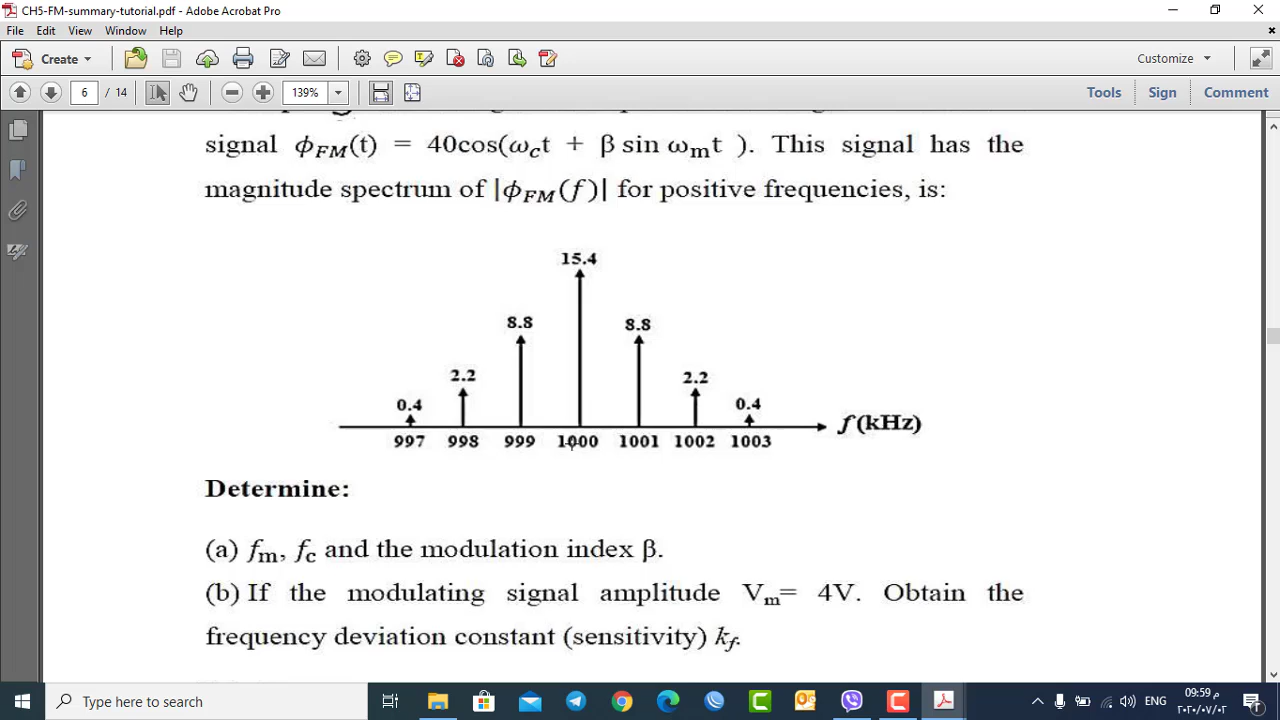 CH5-FM-summary-tutorial.pdf - Adobe Acrobat Pro
File Edit View Window Help
Create Customize
6 / 14 139% Tools Sign Comment
signal ϕFM(t) = 40cos(ωct + β sin ωmt ). This signal has the
magnitude spectrum of |ϕFM(f)| for positive frequencies, is:
15.4
8.8 8.8
2.2 2.2
0.4 0.4
f(kHz)
997 998 999 1000 1001 1002 1003
Determine:
(a) fm, fc and the modulation index β.
(b) If the modulating signal amplitude Vm= 4V. Obtain the
frequency deviation constant (sensitivity) kf.
Type here to search
ENG
09:59 م
٢٠٢٠/٠٧/٠٢